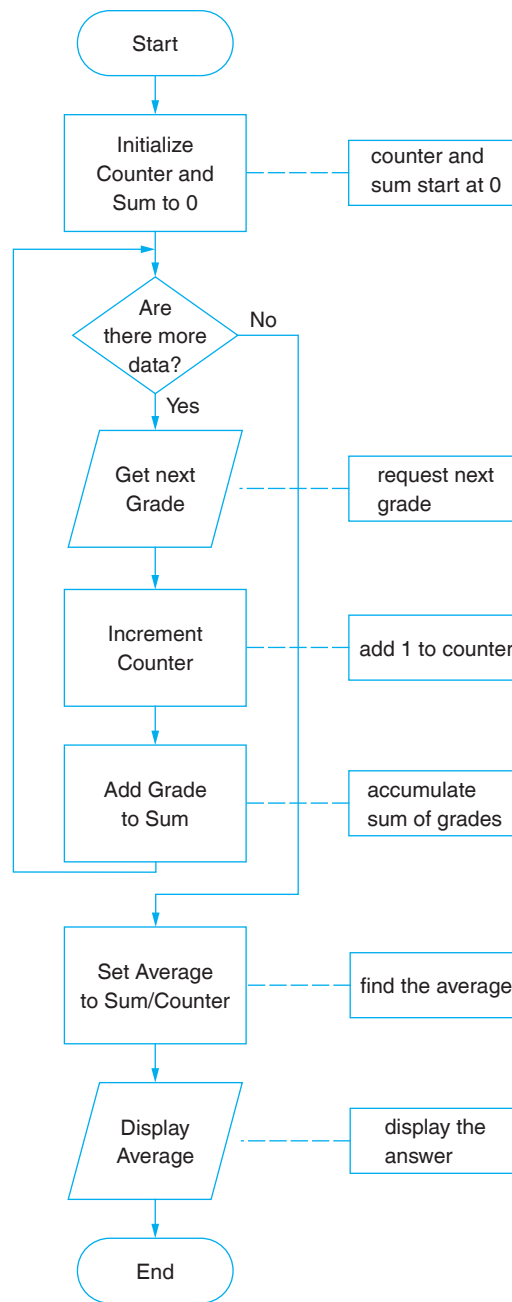 Start
Initialize
Counter and
Sum to 0
counter and
sum start at 0
Are
there more
data?
No
Yes
Get next
Grade
request next
grade
Increment
Counter
add 1 to counter
Add Grade
to Sum
accumulate
sum of grades
Set Average
to Sum/Counter
find the average
Display
Average
display the
answer
End